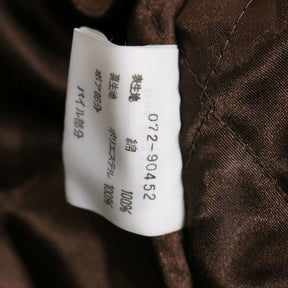 072-90452
表生地 綿 100%
裏生地 ポリエステル 100%
ボア部分
パイル部分